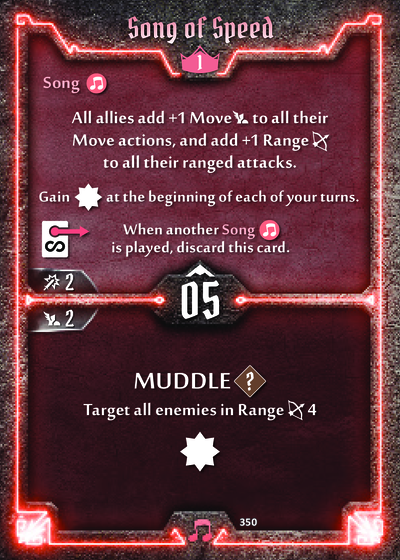 Song of Speed
1
Song
All allies add +1 Move to all their
Move actions, and add +1 Range
to all their ranged attacks.
Gain at the beginning of each of your turns.
When another Song
is played, discard this card.
2
05
2
MUDDLE ?
Target all enemies in Range 4
350